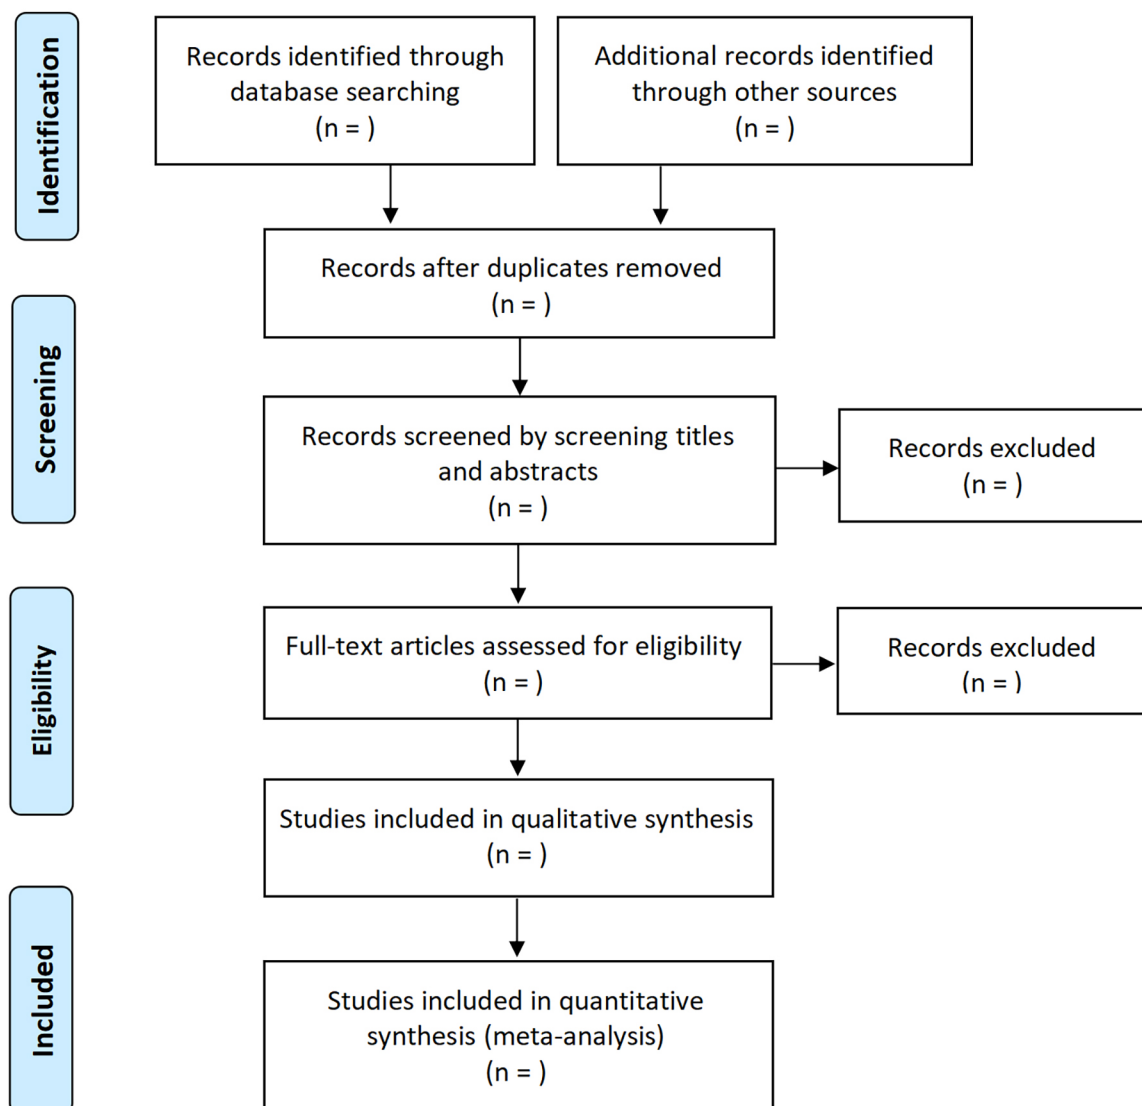 Identification
Records identified through
database searching
(n = )
Additional records identified
through other sources
(n = )
Records after duplicates removed
(n = )
Screening
Records screened by screening titles
and abstracts
(n = )
Records excluded
(n = )
Eligibility
Full-text articles assessed for eligibility
(n = )
Records excluded
(n = )
Studies included in qualitative synthesis
(n = )
Included
Studies included in quantitative
synthesis (meta-analysis)
(n = )